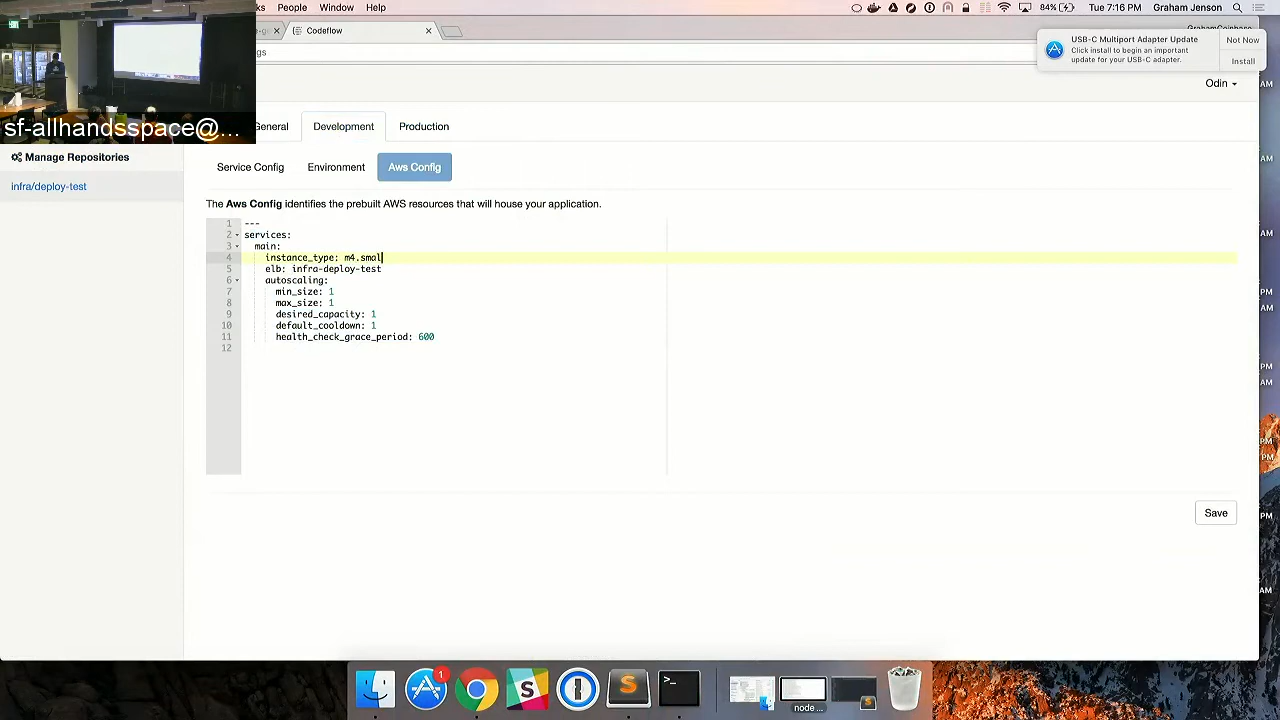 People Window Help
84% Tue 7:16 PM Graham Jenson
Codeflow
USB-C Multiport Adapter Update
Click install to begin an important
update for your USB-C adapter.
Not Now
Install
gs
Odin
sf-allhandsspace@...
General Development Production
Manage Repositories
infra/deploy-test
Service Config Environment Aws Config
The Aws Config identifies the prebuilt AWS resources that will house your application.
1 ---
2 services:
3 main:
4 instance_type: m4.smal
5 elb: infra-deploy-test
6 autoscaling:
7 min_size: 1
8 max_size: 1
9 desired_capacity: 1
10 default_cooldown: 1
11 health_check_grace_period: 600
12
Save
1
node ...